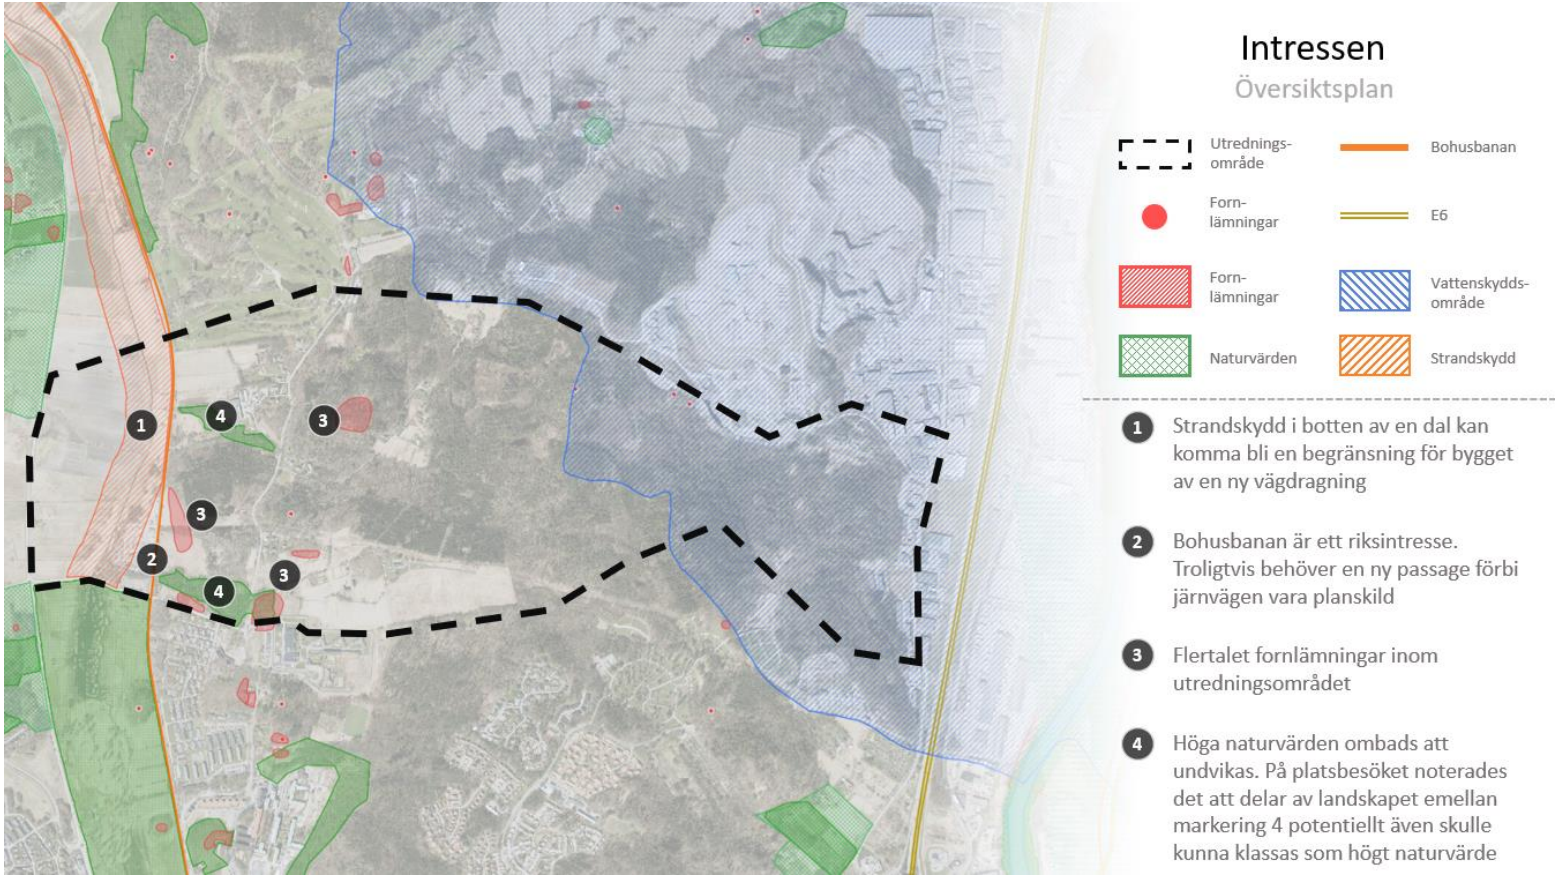 Intressen
Översiktsplan
Utrednings-
område
Bohusbanan
Forn-
lämningar
E6
Forn-
lämningar
Vattenskydds-
område
Naturvärden
Strandskydd
1 Strandskydd i botten av en dal kan
komma bli en begränsning för bygget
av en ny vägdragning
2 Bohusbanan är ett riksintresse.
Troligtvis behöver en ny passage förbi
järnvägen vara planskild
3 Flertalet fornlämningar inom
utredningsområdet
4 Höga naturvärden ombads att
undvikas. På platsbesöket noterades
det att delar av landskapet emellan
markering 4 potentiellt även skulle
kunna klassas som högt naturvärde
1
4
3
3
2
3
4